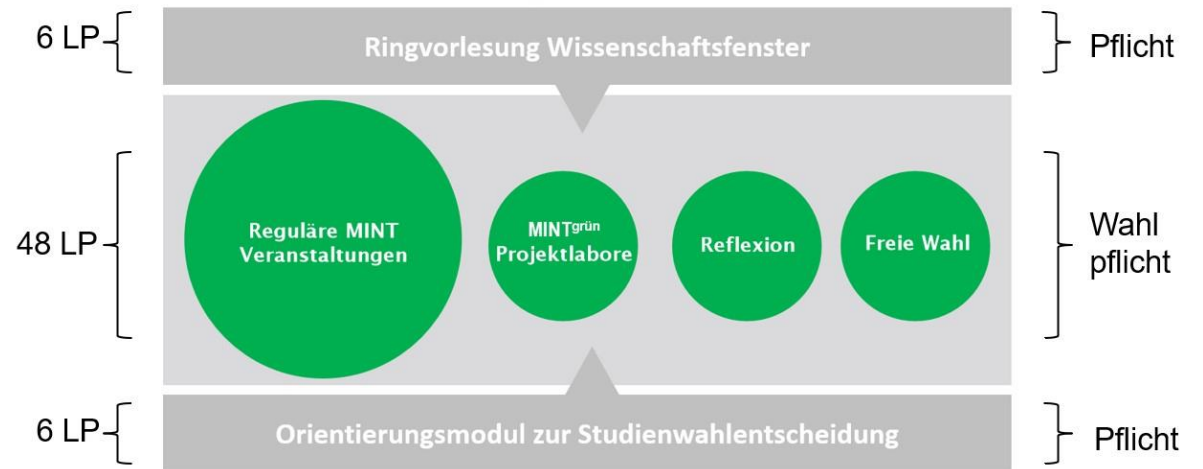 6 LP
Ringvorlesung Wissenschaftsfenster
Pflicht
48 LP
Reguläre MINT
Veranstaltungen
MINTgrün
Projektlabore
Reflexion
Freie Wahl
Wahl
pflicht
6 LP
Orientierungsmodul zur Studienwahlentscheidung
Pflicht